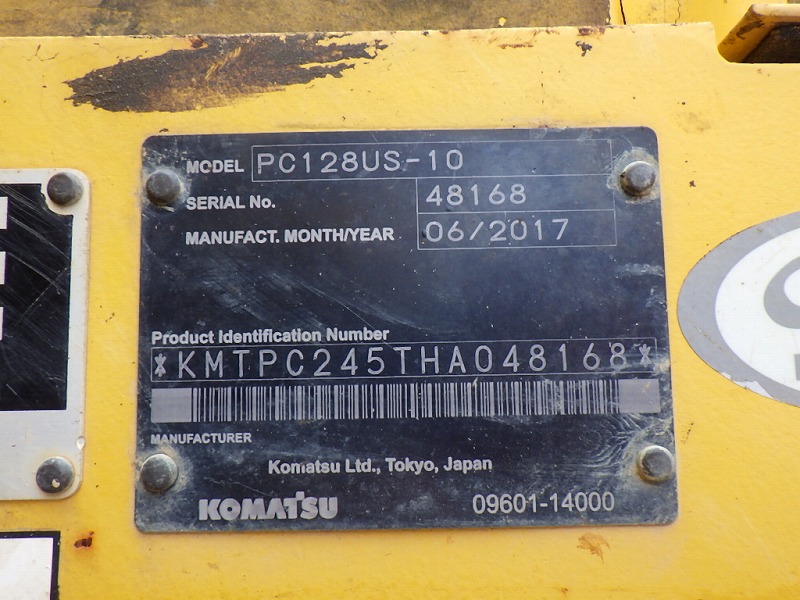 MODEL PC128US-10
SERIAL No. 48168
MANUFACT. MONTH/YEAR 06/2017
Product Identification Number
*KMTPC245THA048168*
MANUFACTURER
Komatsu Ltd., Tokyo, Japan
KOMATSU 09601-14000